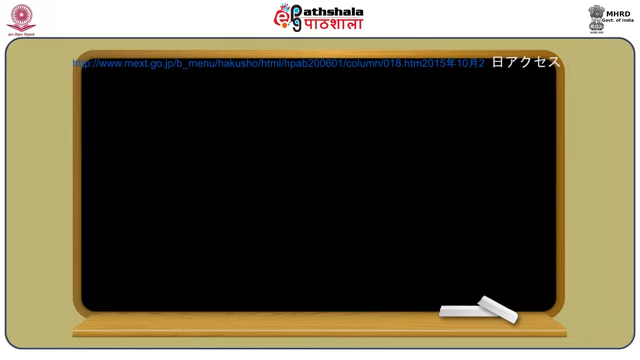 ePathshala
पाठशाला
MHRD
Govt. of India
http://www.mext.go.jp/b_menu/hakusho/html/hpab200601/column/018.htm2015年10月2 日アクセス